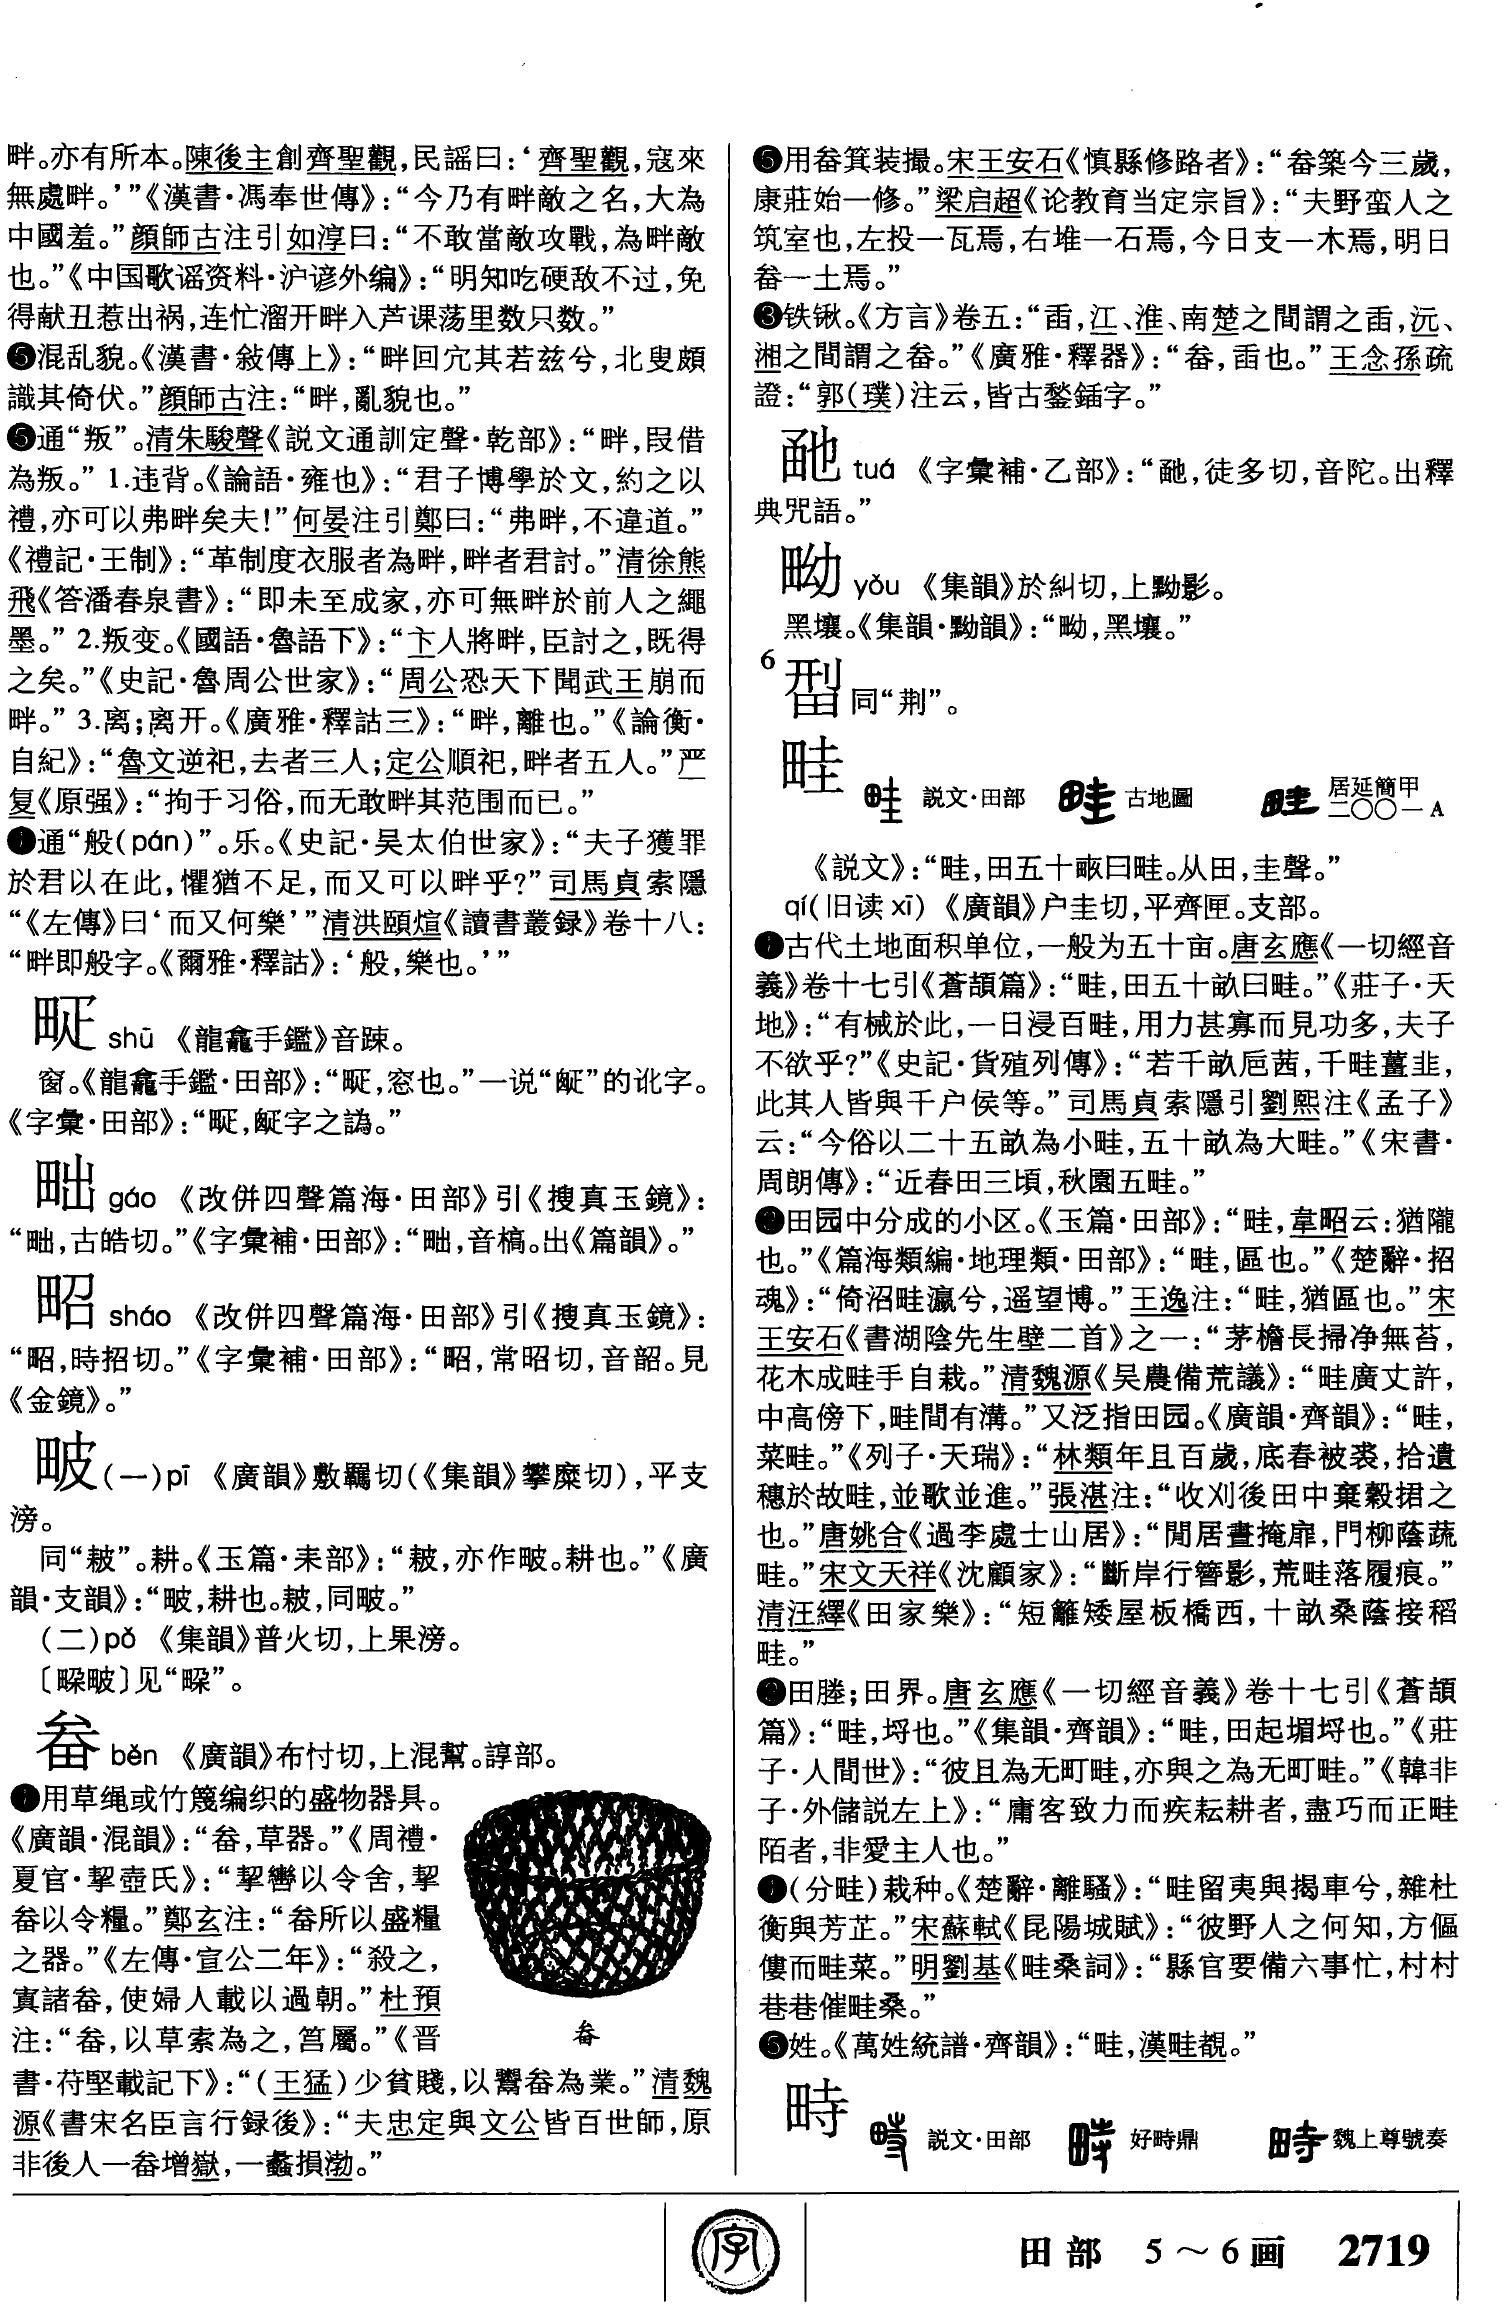 畔。亦有所本。陳後主創齊聖觀，民謡曰：‘齊聖觀，寇來
無處畔。’”《漢書·馮奉世傳》：“今乃有畔敵之名，大為
中國羞。”顔師古注引如淳曰：“不敢當敵攻戰，為畔敵
也。”《中国歌谣资料·沪谚外编》：“明知吃硬敌不过，免
得献丑惹出祸，连忙溜开畔入芦课荡里数只数。”
❺混乱貌。《漢書·敍傳上》：“畔回宂其若兹兮，北叟頗
識其倚伏。”顔師古注：“畔，亂貌也。”
❺通“叛”。清朱駿聲《説文通訓定聲·乾部》：“畔，叚借
為叛。” 1.违背。《論語·雍也》：“君子博學於文，約之以
禮，亦可以弗畔矣夫！”何晏注引鄭曰：“弗畔，不違道。”
《禮記·王制》：“革制度衣服者為畔，畔者君討。”清徐熊
飛《答潘春泉書》：“即未至成家，亦可無畔於前人之繩
墨。” 2.叛变。《國語·魯語下》：“卞人將畔，臣討之，既得
之矣。”《史記·魯周公世家》：“周公恐天下聞武王崩而
畔。” 3.离；离开。《廣雅·釋詁三》：“畔，離也。”《論衡·
自紀》：“魯文逆祀，去者三人；定公順祀，畔者五人。”严
复《原强》：“拘于习俗，而无敢畔其范围而已。”
❼通“般(pán)”。乐。《史記·吴太伯世家》：“夫子獲罪
於君以在此，懼猶不足，而又可以畔乎？”司馬貞索隱
“《左傳》曰‘而又何樂’”清洪頤煊《讀書叢録》卷十八：
“畔即般字。《爾雅·釋詁》：‘般，樂也。’”
shū 《龍龕手鑑》音踈。
窗。《龍龕手鑑·田部》：“，窓也。”一说“”的讹字。
《字彙·田部》：“，字之譌。”
gǎo 《改併四聲篇海·田部》引《搜真玉鏡》：
“，古皓切。”《字彙補·田部》：“，音槁。出《篇韻》。”
sháo 《改併四聲篇海·田部》引《搜真玉鏡》：
“，時招切。”《字彙補·田部》：“，常昭切，音韶。見
《金鏡》。”
畈(一)pī 《廣韻》敷羈切(《集韻》攀糜切)，平支
滂。
同“耚”。耕。《玉篇·耒部》：“耚，亦作。耕也。”《廣
韻·支韻》：“，耕也。耚，同。”
(二)pǒ 《集韻》普火切，上果滂。
〔〕见“”。
畚 běn 《廣韻》布忖切，上混幫。諄部。
❶用草绳或竹篾编织的盛物器具。
《廣韻·混韻》：“畚，草器。”《周禮·
夏官·挈壺氏》：“挈轡以令舍，挈
畚以令糧。”鄭玄注：“畚所以盛糧
之器。”《左傳·宣公二年》：“殺之，
寘諸畚，使婦人載以過朝。”杜預
注：“畚，以草索為之，筥屬。”《晋
書·苻堅載記下》：“(王猛)少貧賤，以鬻畚為業。”清魏
源《書宋名臣言行録後》：“夫忠定與文公皆百世師，原
非後人一畚增嶽，一蠡損渤。”
畚
❺用畚箕装撮。宋王安石《慎縣修路者》：“畚築今三歲，
康莊始一修。”梁启超《论教育当定宗旨》：“夫野蛮人之
筑室也，左投一瓦焉，右堆一石焉，今日支一木焉，明日
畚一土焉。”
❸铁锹。《方言》卷五：“臿，江、淮、南楚之間謂之臿，沅、
湘之間謂之畚。”《廣雅·釋器》：“畚，臿也。”王念孫疏
證：“郭(璞)注云，皆古鍫鍤字。”
tuó 《字彙補·乙部》：“，徒多切，音陀。出釋
典咒語。”
yǒu 《集韻》於糾切，上黝影。
黑壤。《集韻·黝韻》：“，黑壤。”
6
同“荆”。
畦 説文·田部 古地圖 居延簡甲二〇〇一A
《説文》：“畦，田五十畮曰畦。从田，圭聲。”
qí(旧读xī) 《廣韻》户圭切，平齊匣。支部。
❶古代土地面积单位，一般为五十亩。唐玄應《一切經音
義》卷十七引《蒼頡篇》：“畦，田五十畝曰畦。”《莊子·天
地》：“有械於此，一日浸百畦，用力甚寡而見功多，夫子
不欲乎？”《史記·貨殖列傳》：“若千畝巵茜，千畦薑韭，
此其人皆與千户侯等。”司馬貞索隱引劉熙注《孟子》
云：“今俗以二十五畝為小畦，五十畝為大畦。”《宋書·
周朗傳》：“近春田三頃，秋園五畦。”
❷田园中分成的小区。《玉篇·田部》：“畦，韋昭云：猶隴
也。”《篇海類編·地理類·田部》：“畦，區也。”《楚辭·招
魂》：“倚沼畦瀛兮，遥望博。”王逸注：“畦，猶區也。”宋
王安石《書湖陰先生壁二首》之一：“茅檐長掃净無苔，
花木成畦手自栽。”清魏源《吴農備荒議》：“畦廣丈許，
中高傍下，畦間有溝。”又泛指田园。《廣韻·齊韻》：“畦，
菜畦。”《列子·天瑞》：“林類年且百歲，底春被裘，拾遺
穗於故畦，並歌並進。”張湛注：“收刈後田中棄穀捃之
也。”唐姚合《過李處士山居》：“閒居晝掩扉，門柳蔭蔬
畦。”宋文天祥《沈顧家》：“斷岸行簪影，荒畦落履痕。”
清汪繹《田家樂》：“短籬矮屋板橋西，十畝桑蔭接稻
畦。”
❷田塍；田界。唐玄應《一切經音義》卷十七引《蒼頡
篇》：“畦，埒也。”《集韻·齊韻》：“畦，田起堳埒也。”《莊
子·人間世》：“彼且為无町畦，亦與之為无町畦。”《韓非
子·外儲説左上》：“庸客致力而疾耘耕者，盡巧而正畦
陌者，非愛主人也。”
❹(分畦)栽种。《楚辭·離騷》：“畦留夷與揭車兮，雜杜
衡與芳芷。”宋蘇軾《昆陽城賦》：“彼野人之何知，方傴
僂而畦菜。”明劉基《畦桑詞》：“縣官要備六事忙，村村
巷巷催畦桑。”
❺姓。《萬姓統譜·齊韻》：“畦，漢畦覩。”
畤 説文·田部 好畤鼎 魏上尊號奏
字 田部 5～6画 2719